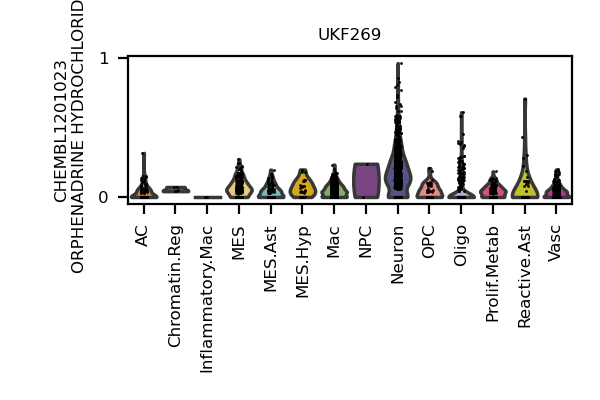 UKF269
CHEMBL1201023
ORPHENADRINE HYDROCHLORID
1
0
AC
Chromatin.Reg
Inflammatory.Mac
MES
MES.Ast
MES.Hyp
Mac
NPC
Neuron
OPC
Oligo
Prolif.Metab
Reactive.Ast
Vasc